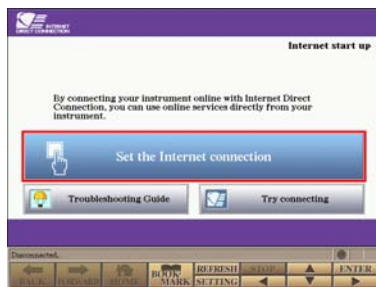 INTERNET
DIRECT CONNECTION
Internet start up
By connecting your instrument online with Internet Direct
Connection, you can use online services directly from your
instrument.
Set the Internet connection
Troubleshooting Guide
Try connecting
Disconnected.
BACK FORWARD HOME BOOK MARK REFRESH STOP ENTER
SETTING